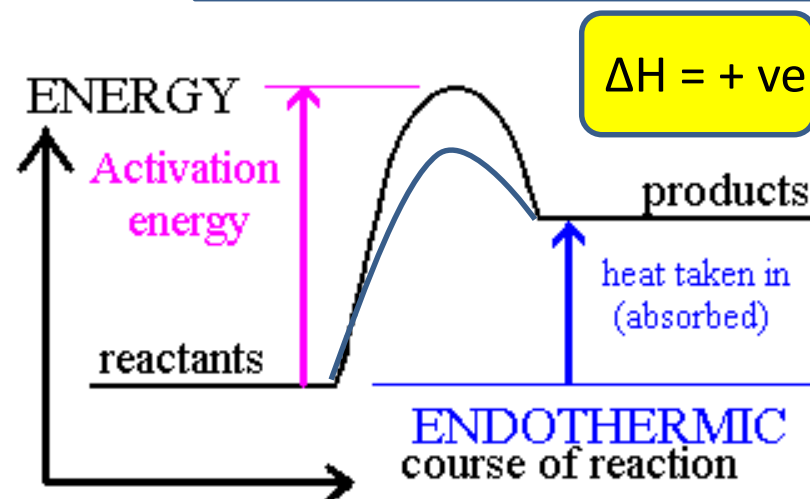 ΔH = + ve
ENERGY
Activation
energy
products
heat taken in
(absorbed)
reactants
ENDOTHERMIC
course of reaction